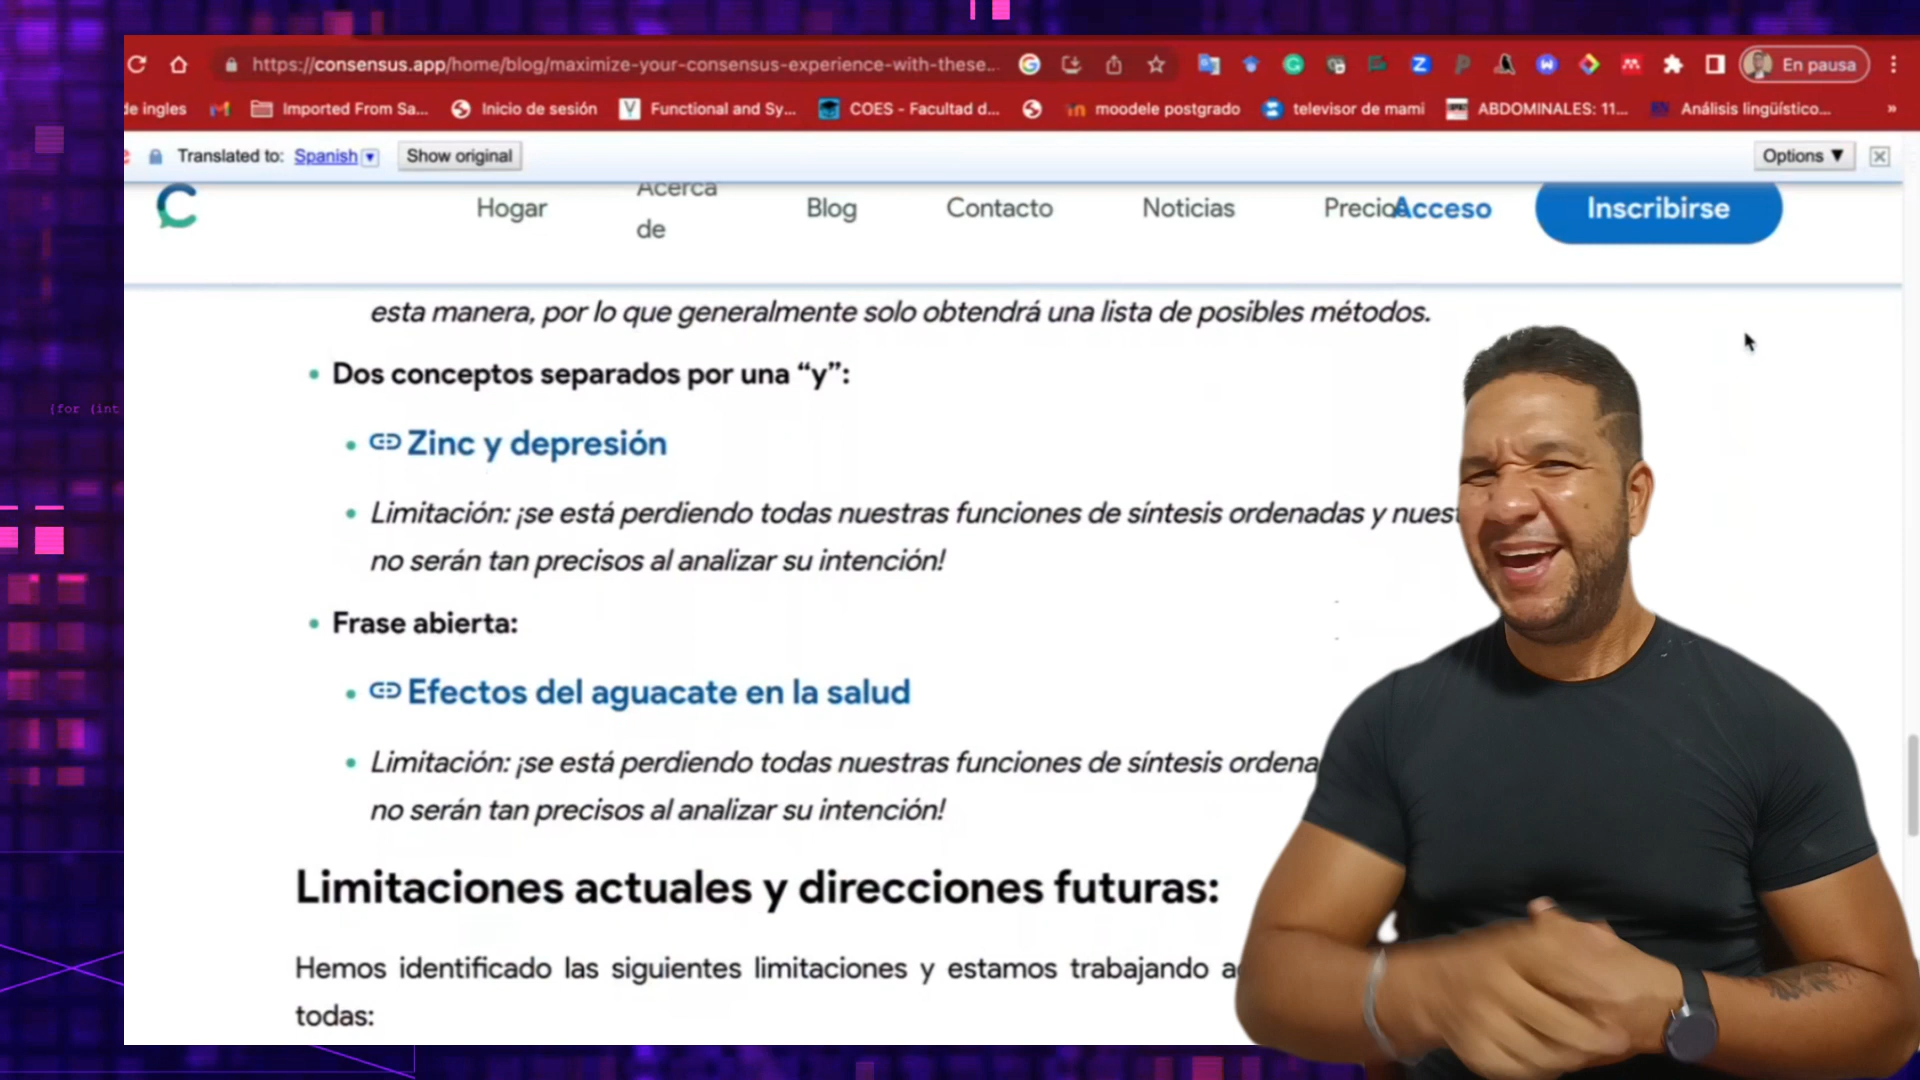 https://consensus.app/home/blog/maximize-your-consensus-experience-with-these...
En pausa
de ingles
Imported From Sa...
Inicio de sesión
Functional and Sy...
COES - Facultad d...
moodele postgrado
televisor de mami
ABDOMINALES: 11...
Análisis lingüístico...
»
Translated to: Spanish
Show original
Options ▼
Hogar
Acerca
de
Blog
Contacto
Noticias
Precios
Acceso
Inscribirse
esta manera, por lo que generalmente solo obtendrá una lista de posibles métodos.
• Dos conceptos separados por una “y”:
• Zinc y depresión
• Limitación: ¡se está perdiendo todas nuestras funciones de síntesis ordenadas y
no serán tan precisos al analizar su intención!
• Frase abierta:
• Efectos del aguacate en la salud
• Limitación: ¡se está perdiendo todas nuestras funciones de síntesis
no serán tan precisos al analizar su intención!
Limitaciones actuales y direcciones futuras:
Hemos identificado las siguientes limitaciones y estamos trabajando
todas:
{for (int